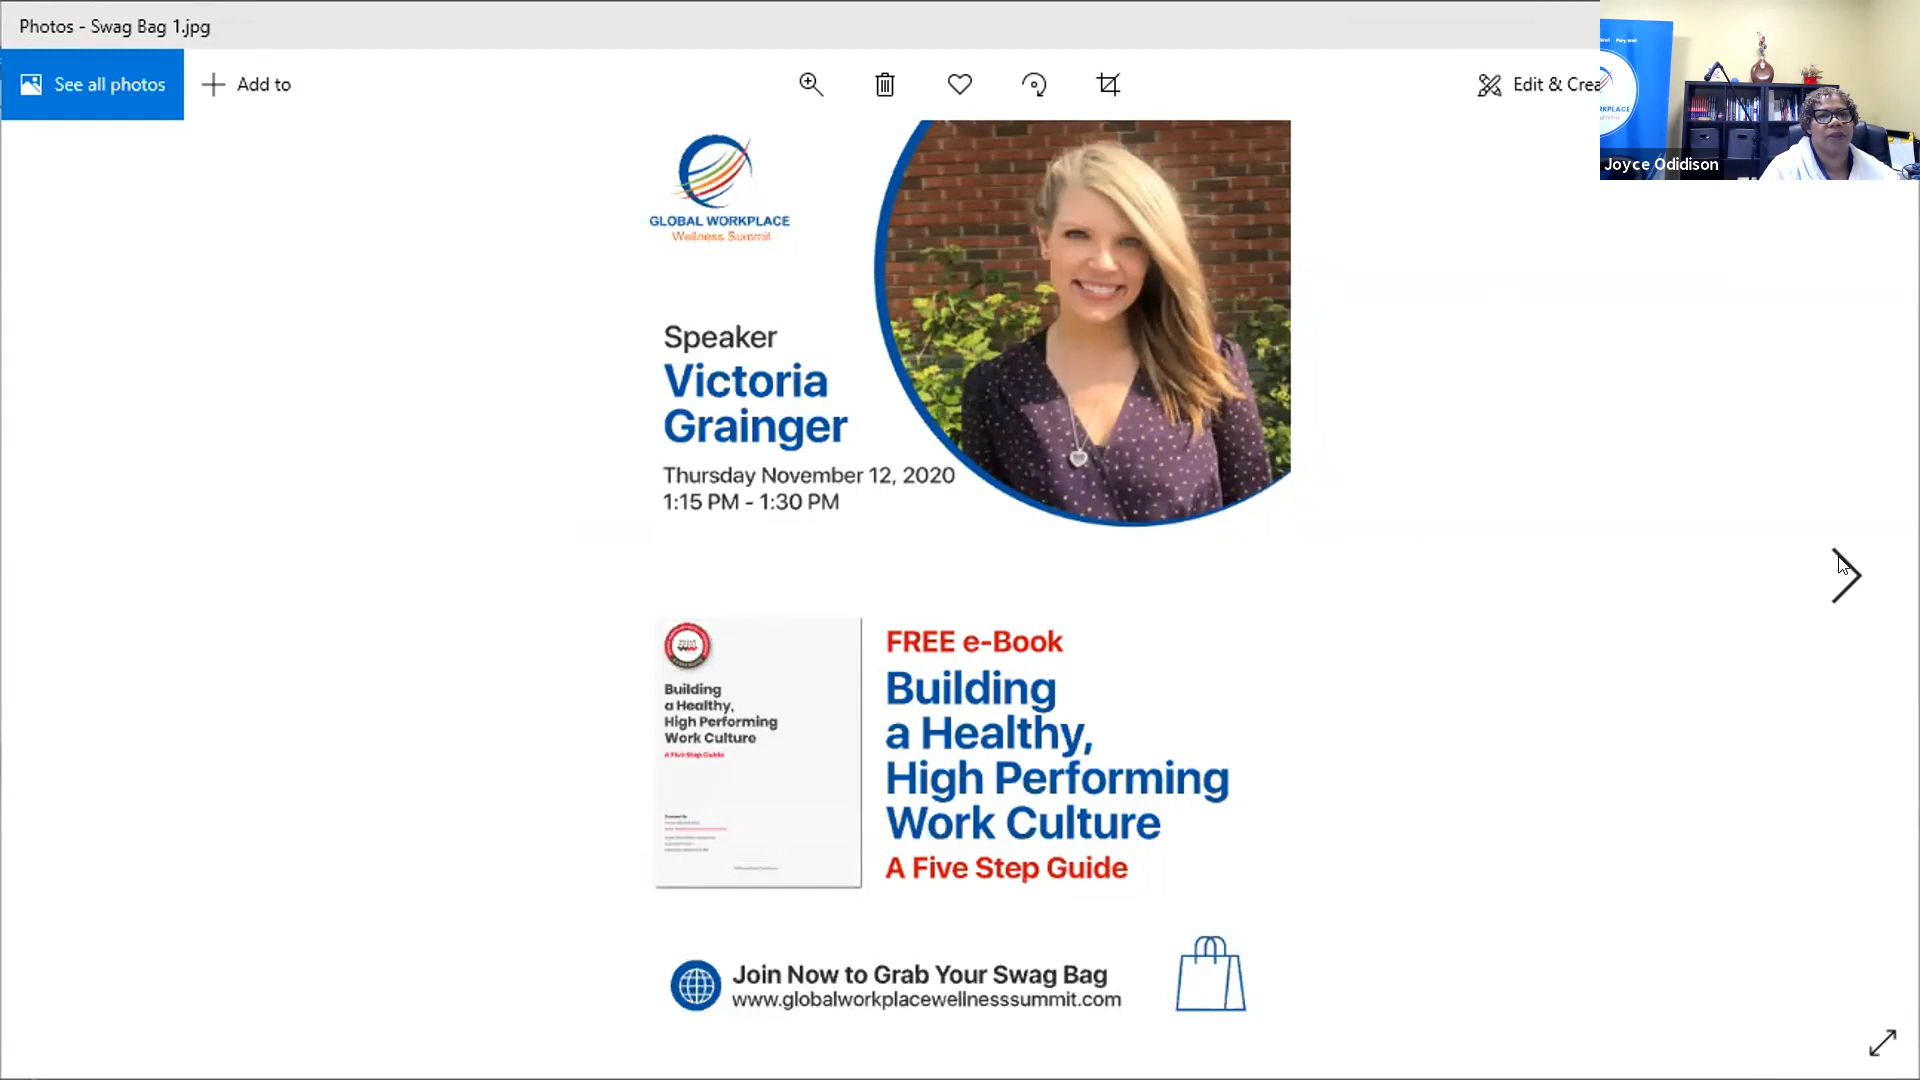 Photos - Swag Bag 1.jpg
See all photos
Add to
Edit & Crea
Joyce Odidison
GLOBAL WORKPLACE
Wellness Summit
Speaker
Victoria
Grainger
Thursday November 12, 2020
1:15 PM - 1:30 PM
Building
a Healthy,
High Performing
Work Culture
A Five Step Guide
FREE e-Book
Building
a Healthy,
High Performing
Work Culture
A Five Step Guide
Join Now to Grab Your Swag Bag
www.globalworkplacewellnesssummit.com